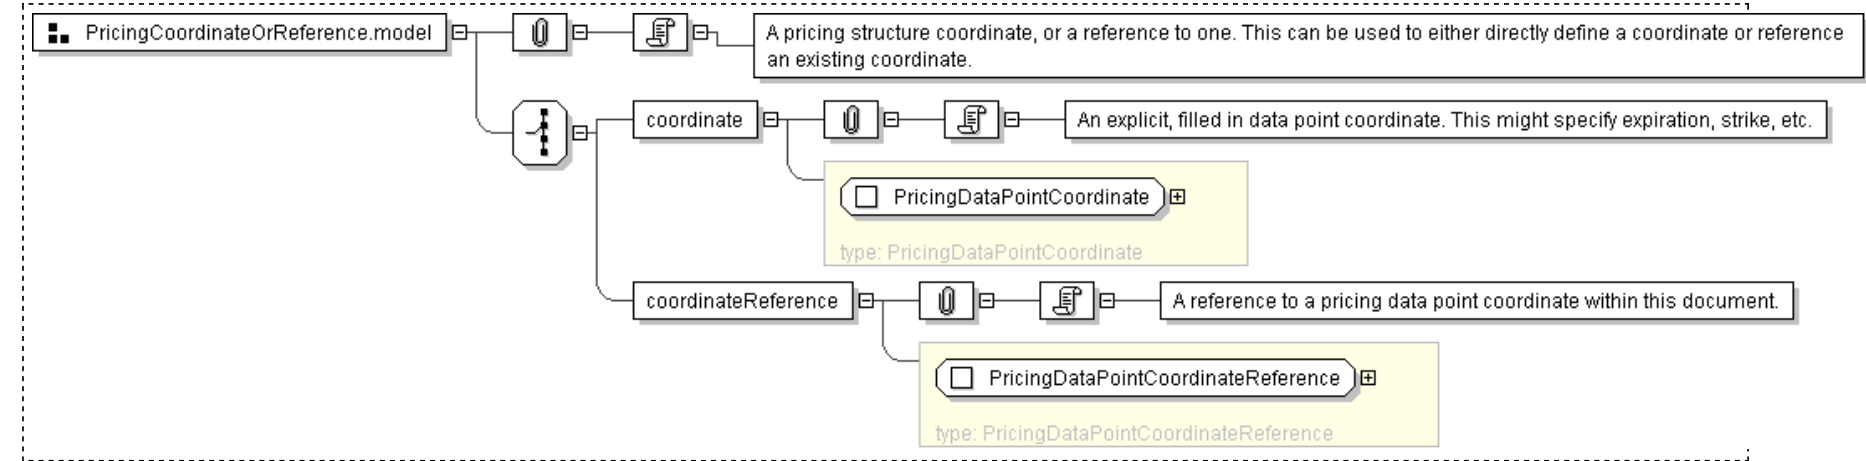 PricingCoordinateOrReference.model
A pricing structure coordinate, or a reference to one. This can be used to either directly define a coordinate or reference
an existing coordinate.
coordinate
An explicit, filled in data point coordinate. This might specify expiration, strike, etc.
PricingDataPointCoordinate
type: PricingDataPointCoordinate
coordinateReference
A reference to a pricing data point coordinate within this document.
PricingDataPointCoordinateReference
type: PricingDataPointCoordinateReference